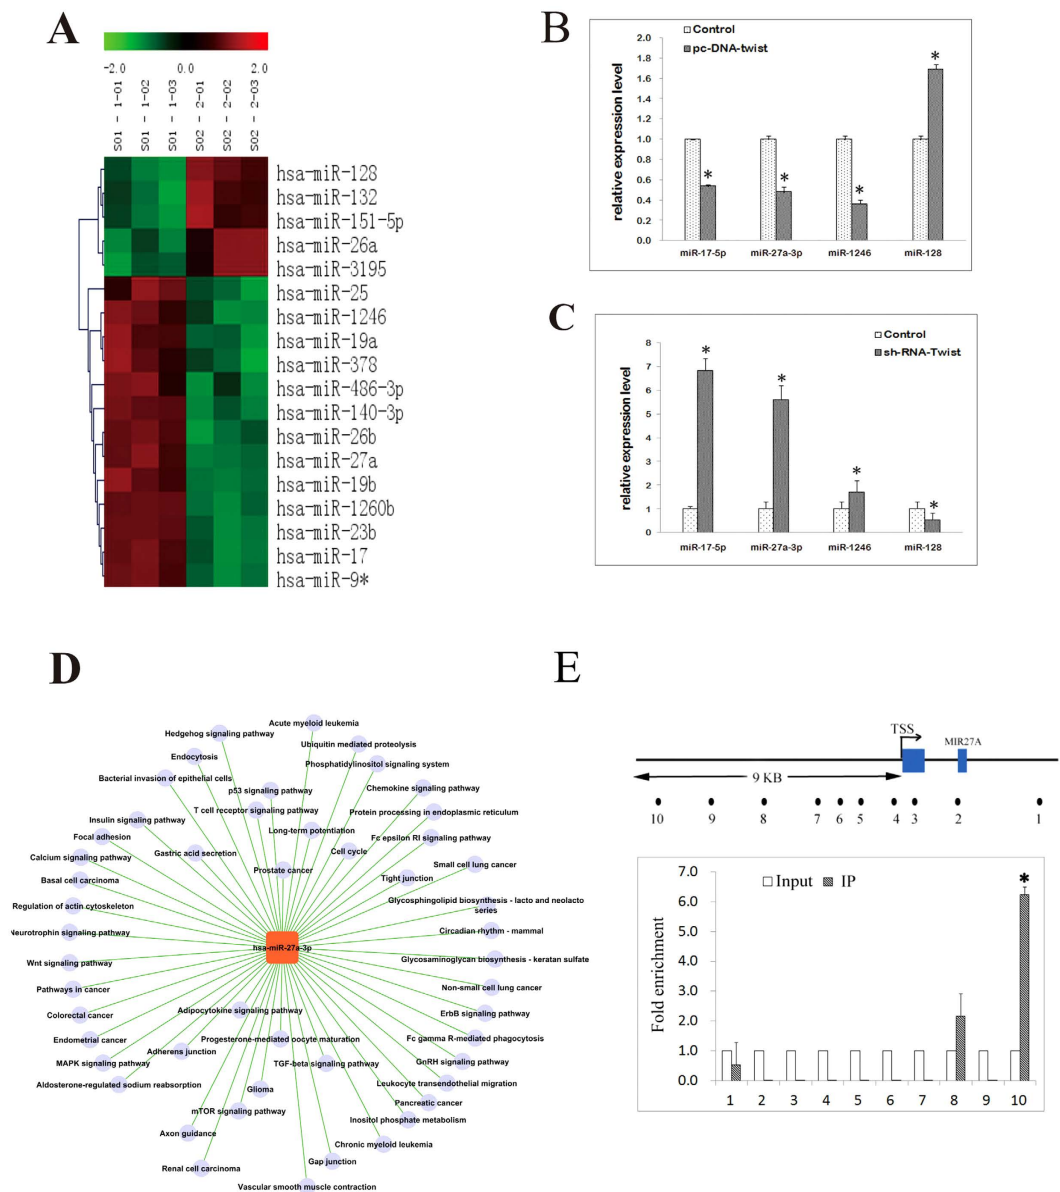 A
-2.0 0.0 2.0
S01 - 1-01
S01 - 1-02
S01 - 1-03
S02 - 2-01
S02 - 2-02
S02 - 2-03
hsa-miR-128
hsa-miR-132
hsa-miR-151-5p
hsa-miR-26a
hsa-miR-3195
hsa-miR-25
hsa-miR-1246
hsa-miR-19a
hsa-miR-378
hsa-miR-486-3p
hsa-miR-140-3p
hsa-miR-26b
hsa-miR-27a
hsa-miR-19b
hsa-miR-1260b
hsa-miR-23b
hsa-miR-17
hsa-miR-9*
B
Control
pc-DNA-twist
relative expression level
2.0
1.8
1.6
1.4
1.2
1.0
0.8
0.6
0.4
0.2
0.0
* * * *
miR-17-5p miR-27a-3p miR-1246 miR-128
C
Control
sh-RNA-Twist
relative expression level
8
7
6
5
4
3
2
1
0
* * * *
miR-17-5p miR-27a-3p miR-1246 miR-128
D
Acute myeloid leukemia
Hedgehog signaling pathway
Ubiquitin mediated proteolysis
Endocytosis
Phosphatidylinositol signaling system
Bacterial invasion of epithelial cells
p53 signaling pathway
Chemokine signaling pathway
T cell receptor signaling pathway
Protein processing in endoplasmic reticulum
Insulin signaling pathway
Long-term potentiation
Focal adhesion
Fc epsilon RI signaling pathway
Gastric acid secretion
Cell cycle
Calcium signaling pathway
Small cell lung cancer
Prostate cancer
Tight junction
Basal cell carcinoma
Glycosphingolipid biosynthesis - lacto and neolacto
series
Regulation of actin cytoskeleton
Circadian rhythm - mammal
Neurotrophin signaling pathway
hsa-miR-27a-3p
Glycosaminoglycan biosynthesis - keratan sulfate
Wnt signaling pathway
Non-small cell lung cancer
Pathways in cancer
Adipocytokine signaling pathway
ErbB signaling pathway
Colorectal cancer
Progesterone-mediated oocyte maturation
Fc gamma R-mediated phagocytosis
Endometrial cancer
Adherens junction
GnRH signaling pathway
MAPK signaling pathway
TGF-beta signaling pathway
Leukocyte transendothelial migration
Aldosterone-regulated sodium reabsorption
Glioma
Pancreatic cancer
mTOR signaling pathway
Inositol phosphate metabolism
Axon guidance
Chronic myeloid leukemia
Gap junction
Renal cell carcinoma
Vascular smooth muscle contraction
E
TSS
MIR27A
9 KB
10 9 8 7 6 5 4 3 2 1
Input IP
*
Fold enrichment
7.0
6.0
5.0
4.0
3.0
2.0
1.0
0.0
1 2 3 4 5 6 7 8 9 10